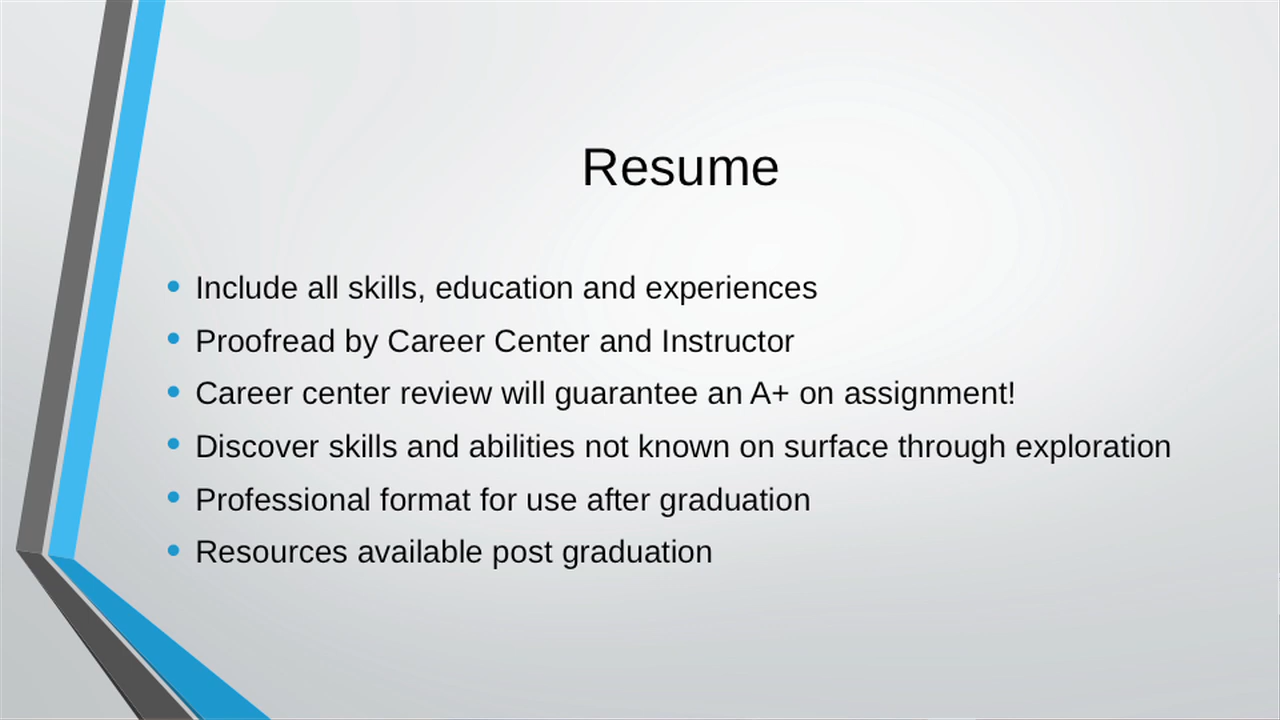 Resume
• Include all skills, education and experiences
• Proofread by Career Center and Instructor
• Career center review will guarantee an A+ on assignment!
• Discover skills and abilities not known on surface through exploration
• Professional format for use after graduation
• Resources available post graduation